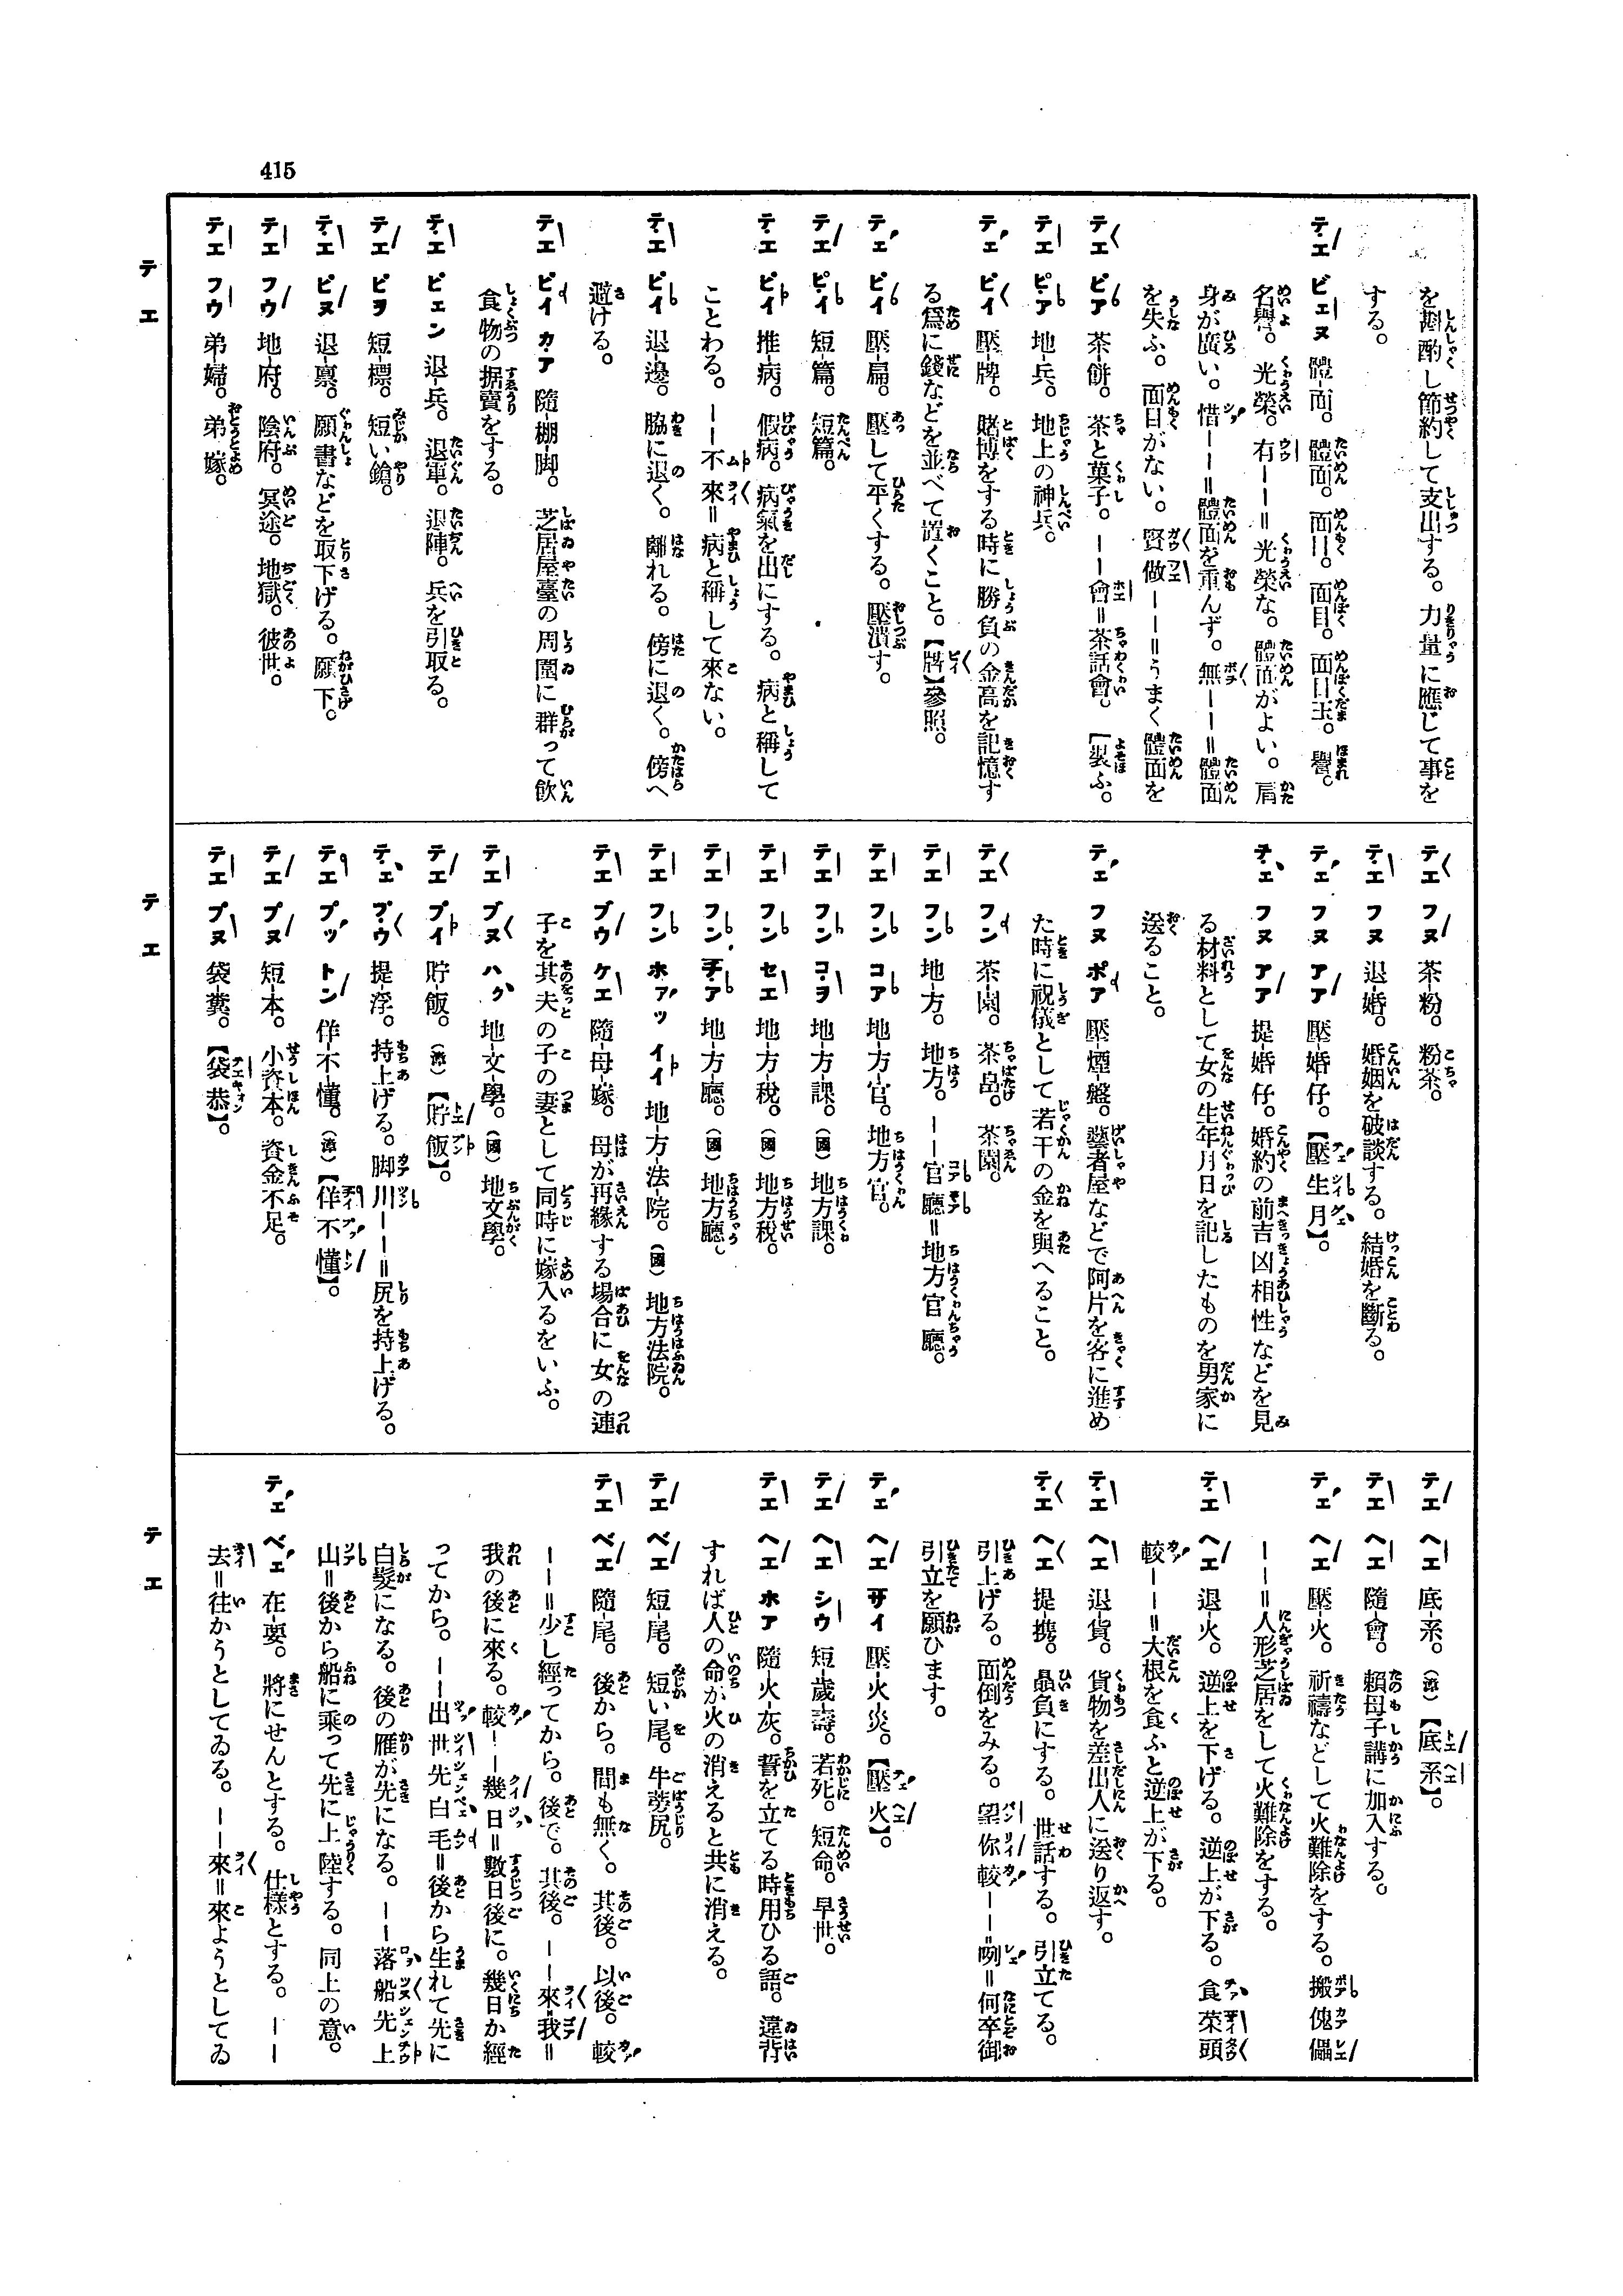 415
を斟酌し節約して支出する。力量に應じて事を
する。
テエ ビエヌ 體-面。體面。面目。面目。面目玉。譽。
名譽。光榮。有——＝光榮な。體面がよい。肩
身が廣い。惜——＝體面を重んず。無——＝體面
を失ふ。面目がない。賢做——＝うまく體面を
テエ ピア 茶-餅。茶と菓子。——會＝茶話會。［裝ふ。
テエ ピア 地-兵。地上の神兵。
テエ ピイ 壓-牌。賭博をする時に勝負の金高を記憶す
る爲に錢などを並べて置くこと。【牌】參照。
テエ ピイ 壓-扁。壓して平くする。壓潰す。
テエ ピイ 短-篇。短篇。
テエ ピイ 推-病。假病。病氣を出にする。病と稱して
ことわる。——不來＝病と稱して來ない。
テエ ピイ 退-邊。脇に退く。離れる。傍に退く。傍へ
避ける。
テエ ピイ カア 隨-棚-脚。芝居屋臺の周圍に群って飮
食物の据賣をする。
テエ ピエン 退-兵。退軍。退陣。兵を引取る。
テエ ピヲ 短-標。短い鎗。
テエ ピヌ 退-稟。願書などを取下げる。願下。
テエ フウ 地-府。陰府。冥途。地獄。彼世。
テエ フウ 弟-婦。弟嫁。
テエ フヌ 茶-粉。粉茶。
テエ フヌ 退-婚。婚姻を破談する。結婚を斷る。
テエ フヌ アア 壓-婚-仔。【壓生月】。
テエ フヌ アア 提-婚-仔。婚約の前吉凶相性などを見
る材料として女の生年月日を記したものを男家に
送ること。
テエ フヌ ポア 壓-煙-盤。藝者屋などで阿片を客に進め
た時に祝儀として若干の金を與へること。
テエ フン 茶-園。茶畠。茶園。
テエ フン 地-方。地方。——官廳＝地方官廳。
テエ フン コア 地-方-官。地方官。
テエ フン コヲ 地-方-課。（國）地方課。
テエ フン セエ 地-方-稅。（國）地方稅。
テエ フン チア 地-方-廳。（國）地方廳。
テエ フン ホアッ イイ 地-方-法-院。（國）地方法院。
テエ ブウ ケエ 隨-母-嫁。母が再緣する場合に女の連
子を其夫の子の妻として同時に嫁入るをいふ。
テエ ブヌ ハク 地-文-學。（國）地文學。
テエ プイ 貯-飯。（漳）【貯飯】。
テエ プウ 提-浮。持上げる。脚川——＝尻を持上げる。
テエ プッ トン 佯-不-懂。（漳）【佯不懂】。
テエ プヌ 短-本。小資本。資金不足。
テエ プヌ 袋-糞。【袋恭】。
テエ ヘエ 底-系。（漳）【底系】。
テエ ヘエ 隨-會。賴母子講に加入する。
テエ ヘエ 壓-火。祈禱などして火難除をする。搬傀儡
——＝人形芝居をして火難除をする。
テエ ヘエ 退-火。逆上を下げる。逆上が下る。食菜頭
較——＝大根を食ふと逆上が下る。
テエ ヘエ 退-貨。貨物を差出人に送り返す。
テエ ヘエ 提-携。贔負にする。世話する。引立てる。
引上げる。面倒をみる。望你較——咧＝何卒御
引立を願ひます。
テエ ヘエ サイ 壓-火-災。【壓火】。
テエ ヘエ シウ 短-歲-壽。若死。短命。早世。
テエ ヘエ ホア 隨-火-灰。誓を立てる時用ひる語。違背
すれば人の命が火の消えると共に消える。
テエ ベエ 短-尾。短い尾。牛蒡尻。
テエ ベエ 隨-尾。後から。間も無く。其後。以後。較
——＝少し經ってから。後で。其後。——來我＝
我の後に來る。較——幾日＝數日後に。幾日か經
ってから。——出世先白毛＝後から生れて先に
白髮になる。後の雁が先になる。——落船先上
山＝後から船に乘って先に上陸する。同上の意。
テエ ベエ 在-要。將にせんとする。仕樣とする。——
去＝往かうとしてゐる。——來＝來ようとしてゐ
テエ
テエ
テエ